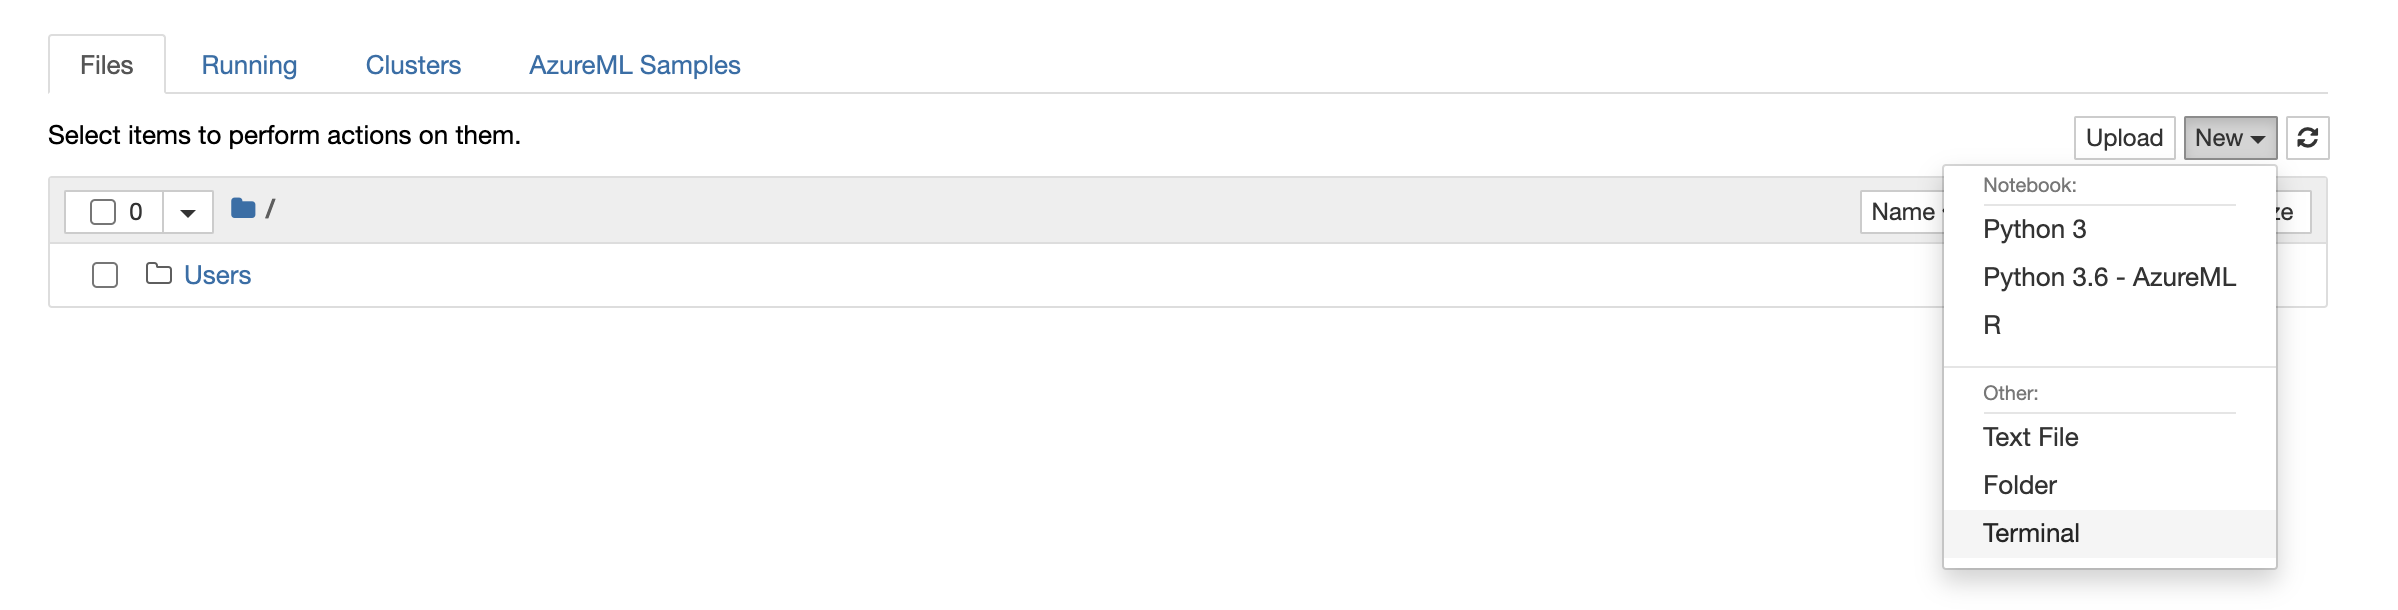 Files Running Clusters AzureML Samples
Select items to perform actions on them.
Upload New
0 /
Name
Users
Notebook:
Python 3
Python 3.6 - AzureML
R
Other:
Text File
Folder
Terminal